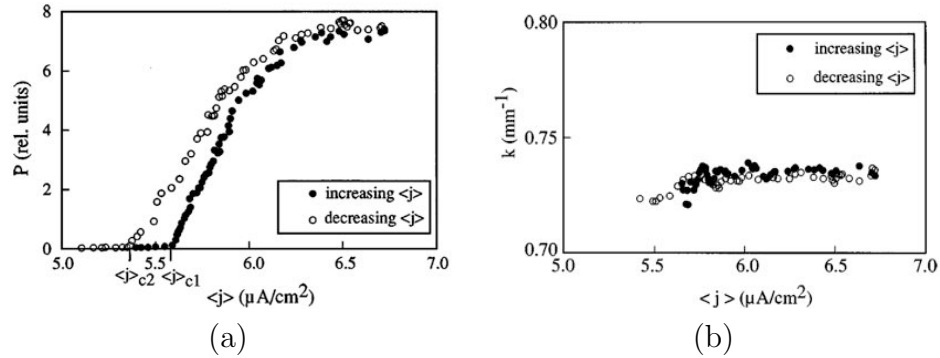 P (rel. units)
8
6
4
2
0
5.0 5.5 6.0 6.5 7.0
<j>c2 <j>c1
<j> (μA/cm²)
increasing <j>
decreasing <j>
(a)
k (mm⁻¹)
0.80
0.75
0.70
increasing <j>
decreasing <j>
5.0 5.5 6.0 6.5 7.0
< j > (μA/cm²)
(b)